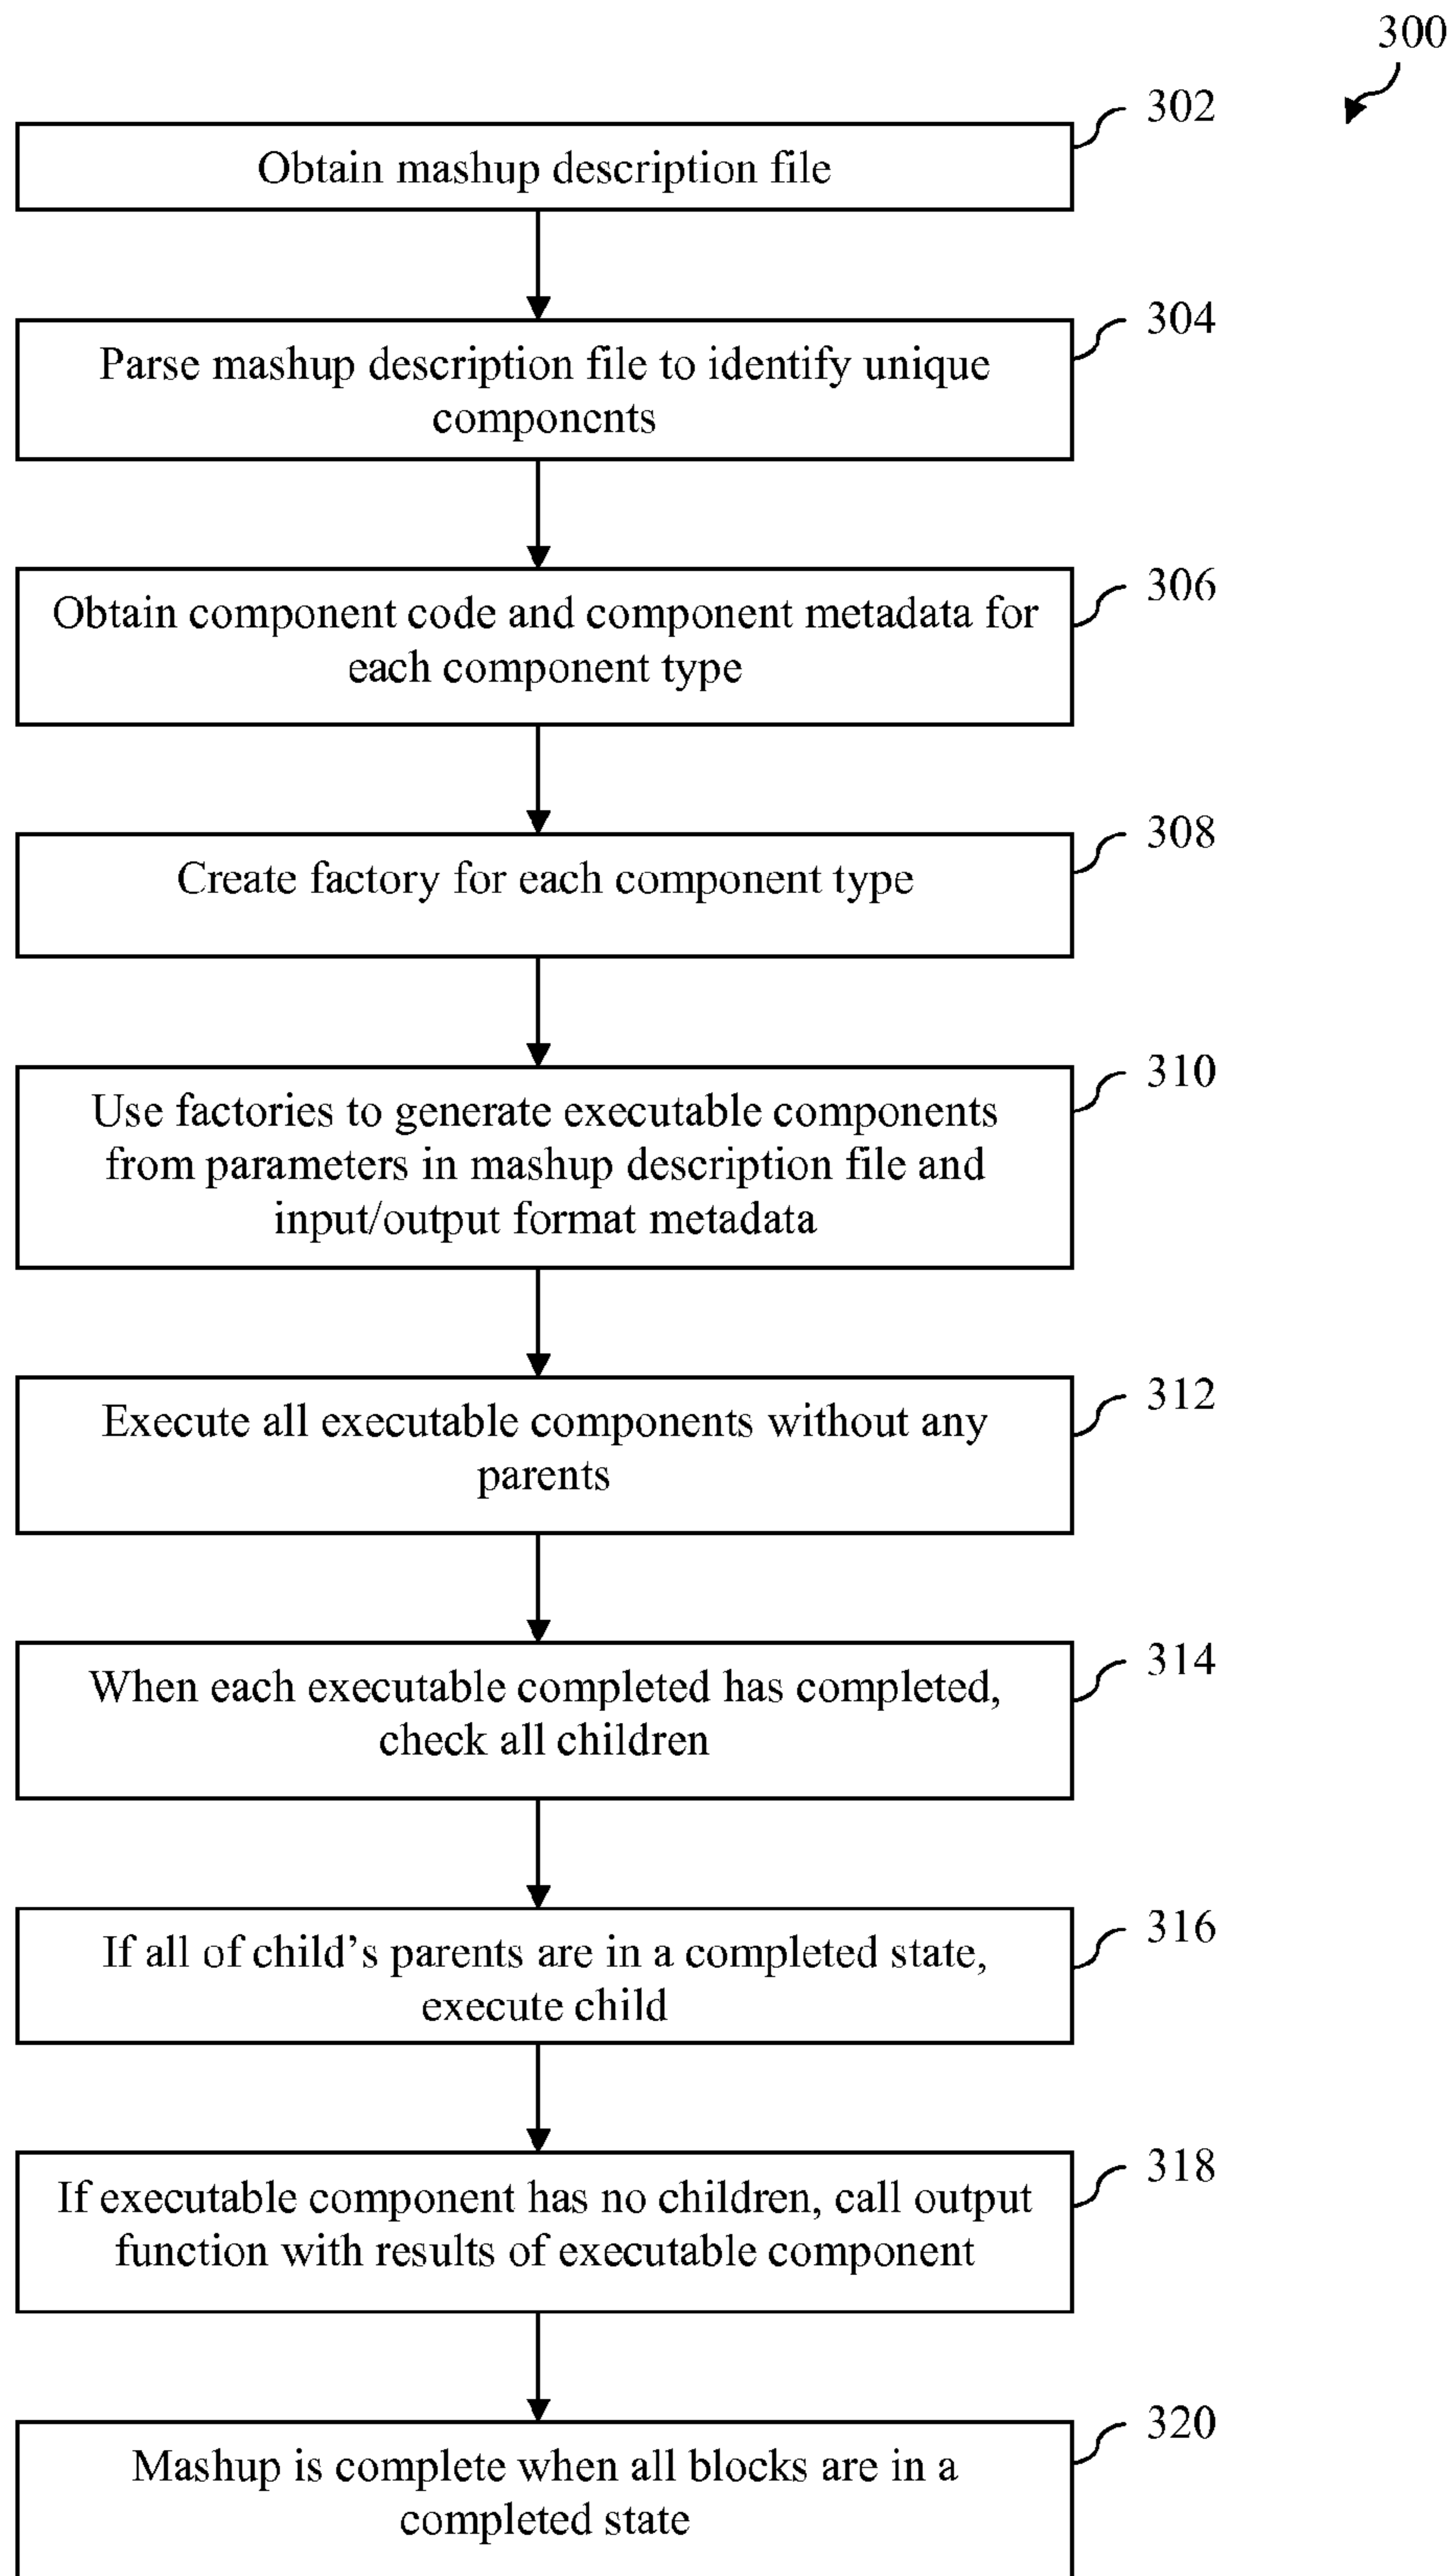 300
302
Obtain mashup description file
304
Parse mashup description file to identify unique
components
306
Obtain component code and component metadata for
each component type
308
Create factory for each component type
310
Use factories to generate executable components
from parameters in mashup description file and
input/output format metadata
312
Execute all executable components without any
parents
314
When each executable completed has completed,
check all children
316
If all of child's parents are in a completed state,
execute child
318
If executable component has no children, call output
function with results of executable component
320
Mashup is complete when all blocks are in a
completed state